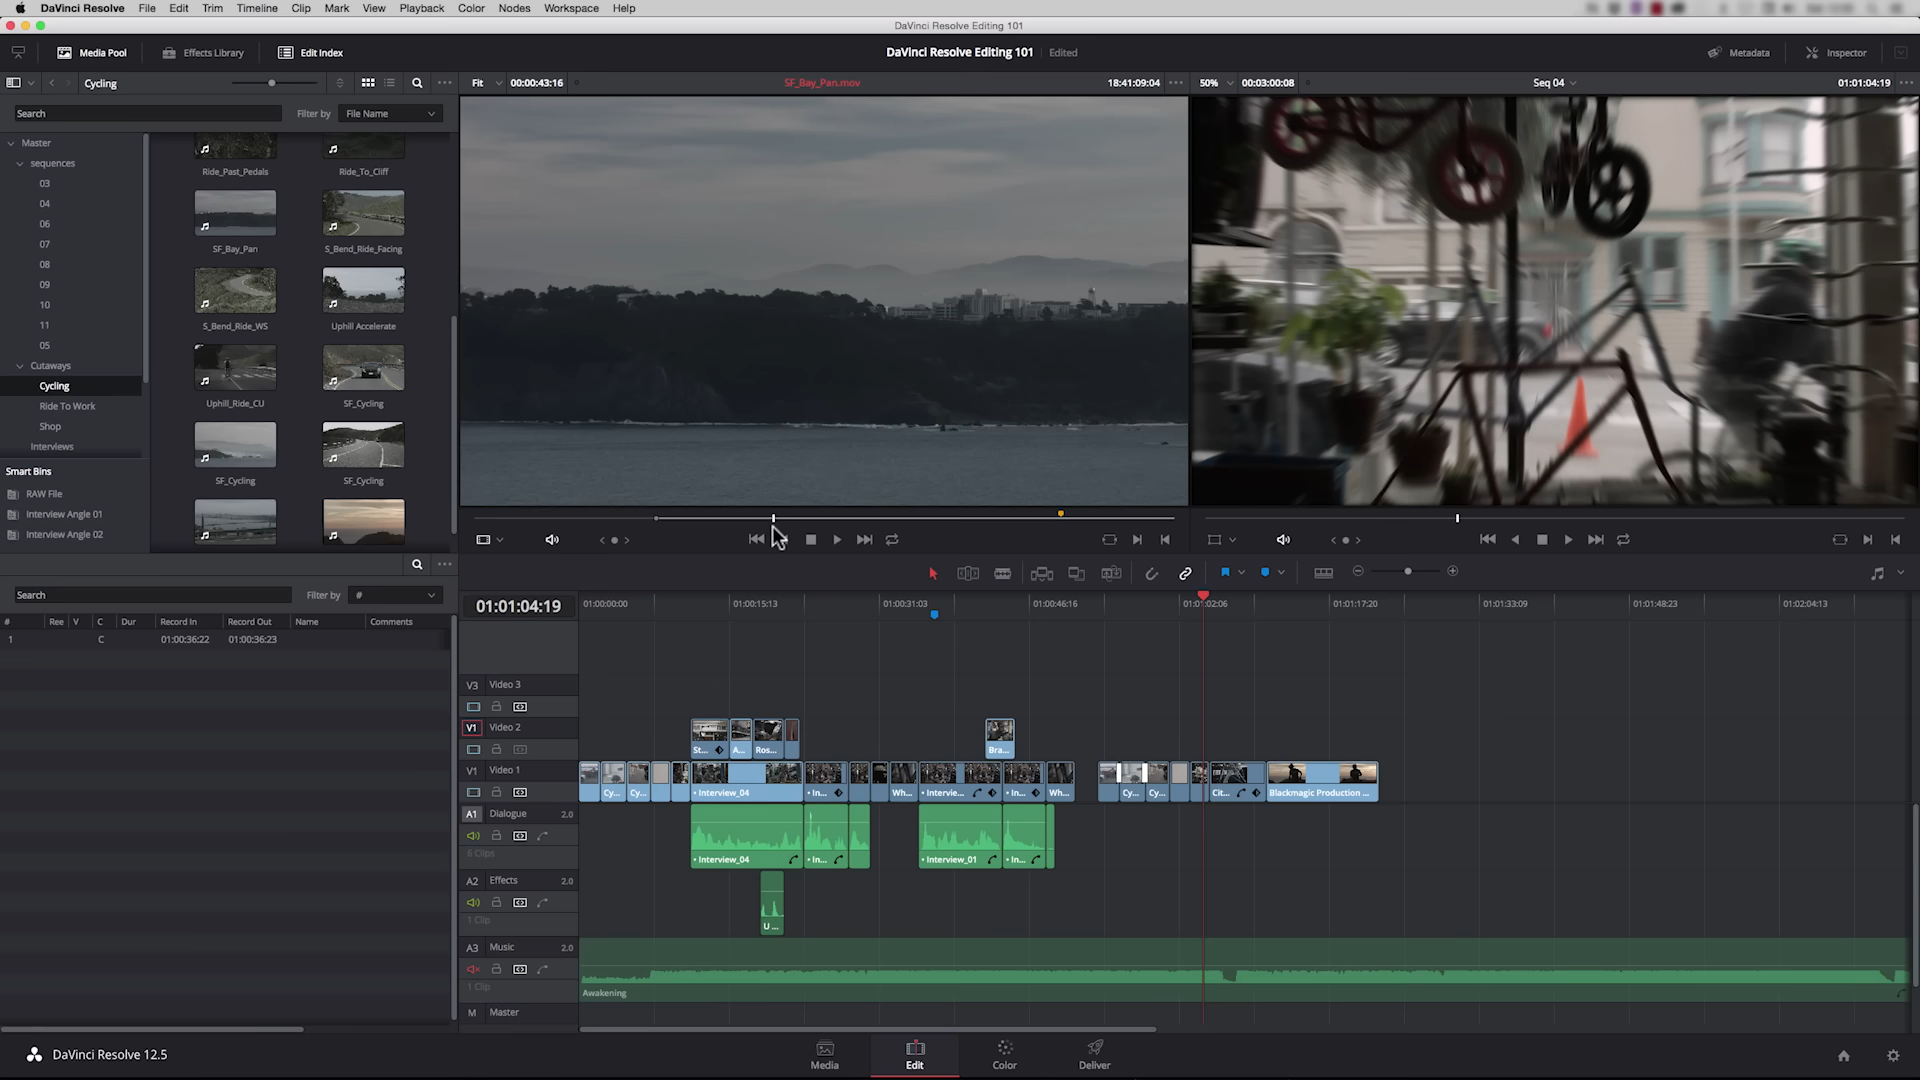 DaVinci Resolve File Edit Trim Timeline Clip Mark View Playback Color Nodes Workspace Help
DaVinci Resolve Editing 101
Media Pool Effects Library Edit Index DaVinci Resolve Editing 101 Edited Metadata Inspector
Cycling Fit 00:00:43:16 SF_Bay_Pan.mov 18:41:09:04 50% 00:03:00:08 Seq 04 01:01:04:19
Search Filter by File Name
Master
sequences
03
04
06
07
08
09
10
11
05
Cutaways
Cycling
Ride To Work
Shop
Interviews
Smart Bins
RAW File
Interview Angle 01
Interview Angle 02
Ride_Past_Pedals Ride_To_Cliff
SF_Bay_Pan S_Bend_Ride_Facing
S_Bend_Ride_WS Uphill Accelerate
Uphill_Ride_CU SF_Cycling
SF_Cycling SF_Cycling
Search Filter by #
# Ree V C Dur Record In Record Out Name Comments
1 C 01:00:36:22 01:00:36:23
01:01:04:19 01:00:00:00 01:00:15:13 01:00:31:03 01:00:46:16 01:01:02:06 01:01:17:20 01:01:33:09 01:01:48:23 01:02:04:13
V3 Video 3
V1 Video 2
St... A... Ros... Bra...
V1 Video 1
Cy... Cy... • Interview_04 • In... Wh... • Intervie... • In... Wh... Cy... Cy... Cit... Blackmagic Production ...
A1 Dialogue 2.0
6 Clips
• Interview_04 • In... • Interview_01 • In...
A2 Effects 2.0
1 Clip
U ...
A3 Music 2.0
1 Clip
Awakening
M Master
DaVinci Resolve 12.5 Media Edit Color Deliver